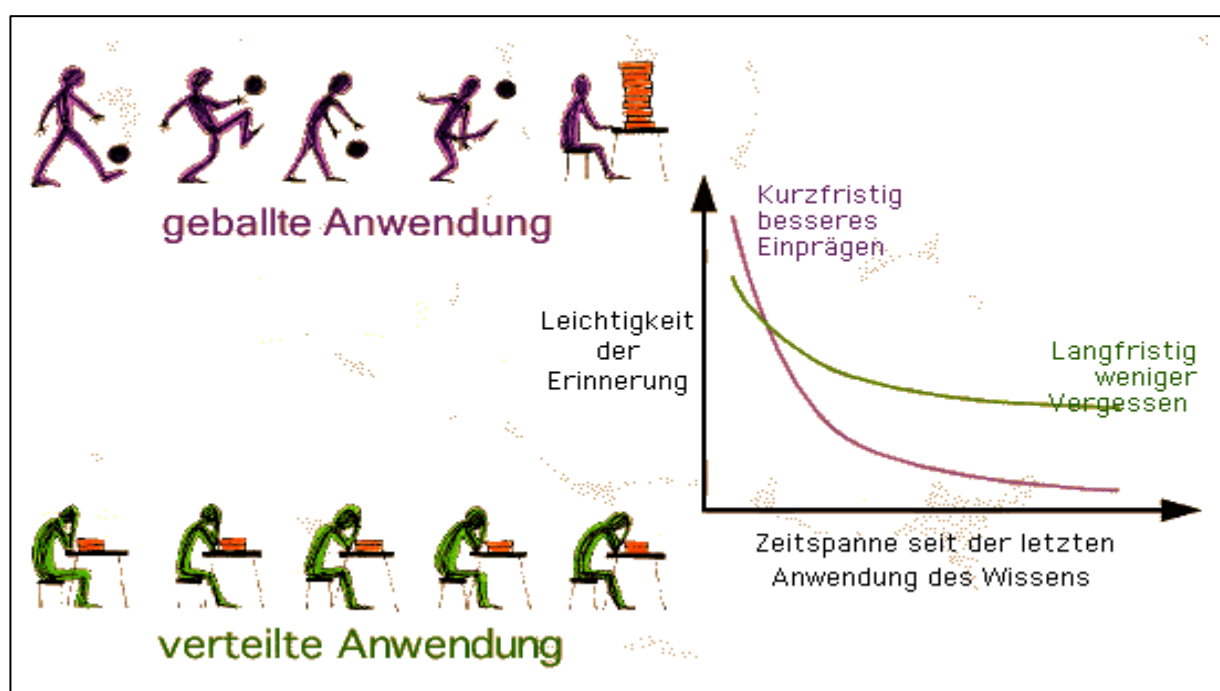 geballte Anwendung
Kurzfristig
besseres
Einprägen
Leichtigkeit
der
Erinnerung
Langfristig
weniger
Vergessen
Zeitspanne seit der letzten
Anwendung des Wissens
verteilte Anwendung